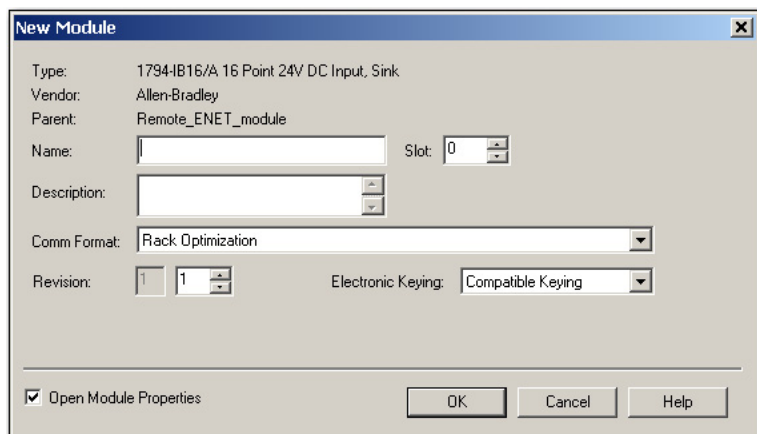 New Module
Type: 1794-IB16/A 16 Point 24V DC Input, Sink
Vendor: Allen-Bradley
Parent: Remote_ENET_module
Name: Slot: 0
Description:
Comm Format: Rack Optimization
Revision: 1 1 Electronic Keying: Compatible Keying
Open Module Properties OK Cancel Help